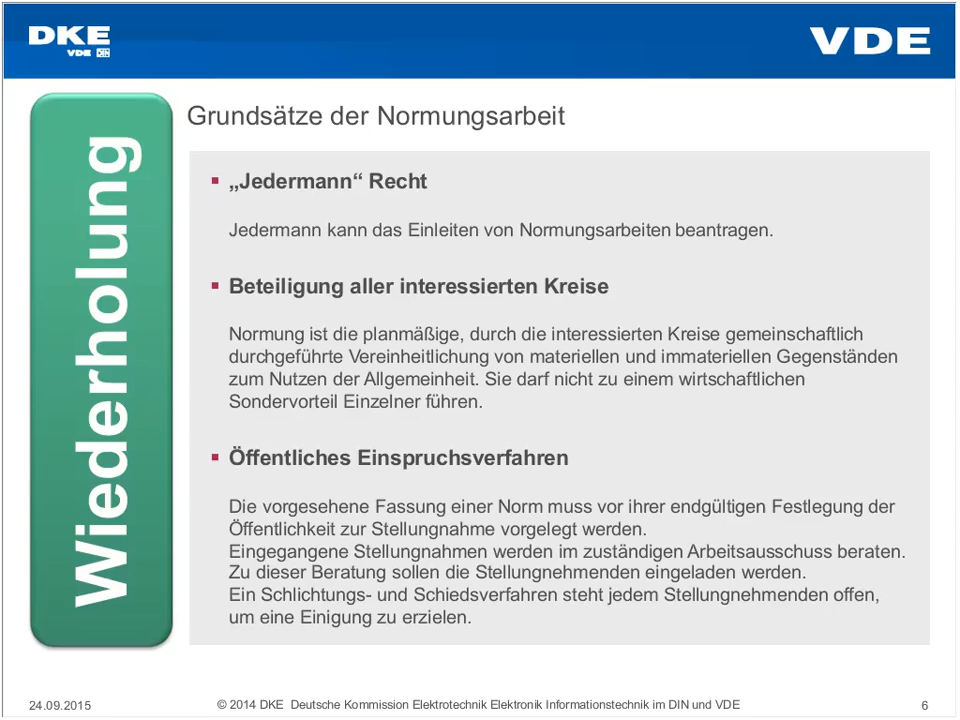 DKE
VDE DIN
VDE
Wiederholung
Grundsätze der Normungsarbeit
„Jedermann“ Recht
Jedermann kann das Einleiten von Normungsarbeiten beantragen.
Beteiligung aller interessierten Kreise
Normung ist die planmäßige, durch die interessierten Kreise gemeinschaftlich
durchgeführte Vereinheitlichung von materiellen und immateriellen Gegenständen
zum Nutzen der Allgemeinheit. Sie darf nicht zu einem wirtschaftlichen
Sondervorteil Einzelner führen.
Öffentliches Einspruchsverfahren
Die vorgesehene Fassung einer Norm muss vor ihrer endgültigen Festlegung der
Öffentlichkeit zur Stellungnahme vorgelegt werden.
Eingegangene Stellungnahmen werden im zuständigen Arbeitsausschuss beraten.
Zu dieser Beratung sollen die Stellungnehmenden eingeladen werden.
Ein Schlichtungs- und Schiedsverfahren steht jedem Stellungnehmenden offen,
um eine Einigung zu erzielen.
24.09.2015
© 2014 DKE Deutsche Kommission Elektrotechnik Elektronik Informationstechnik im DIN und VDE
6